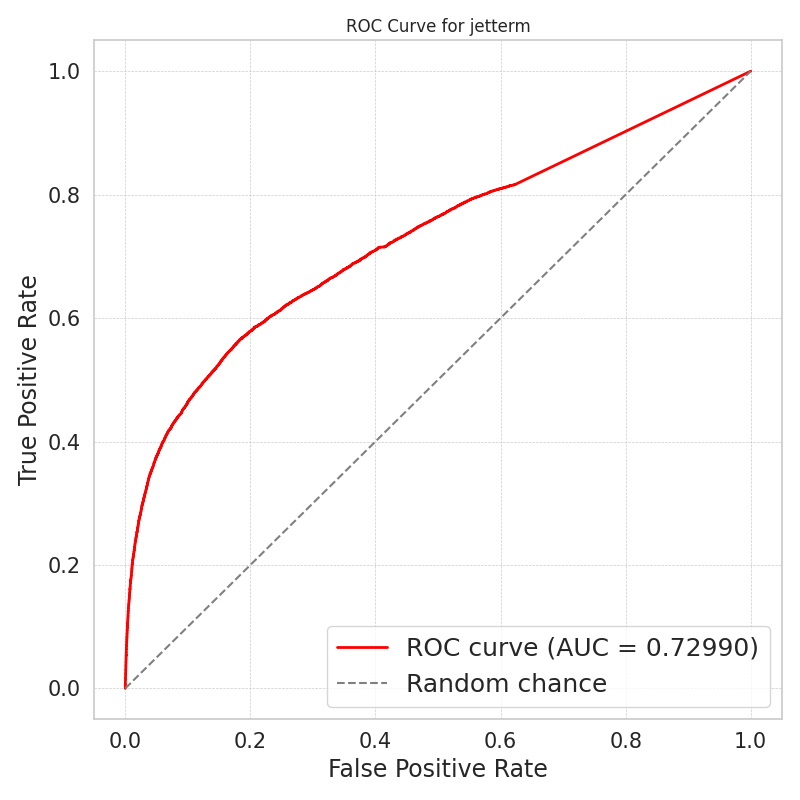 ROC Curve for jetterm
True Positive Rate
1.0
0.8
0.6
0.4
0.2
0.0
ROC curve (AUC = 0.72990)
Random chance
0.0 0.2 0.4 0.6 0.8 1.0
False Positive Rate